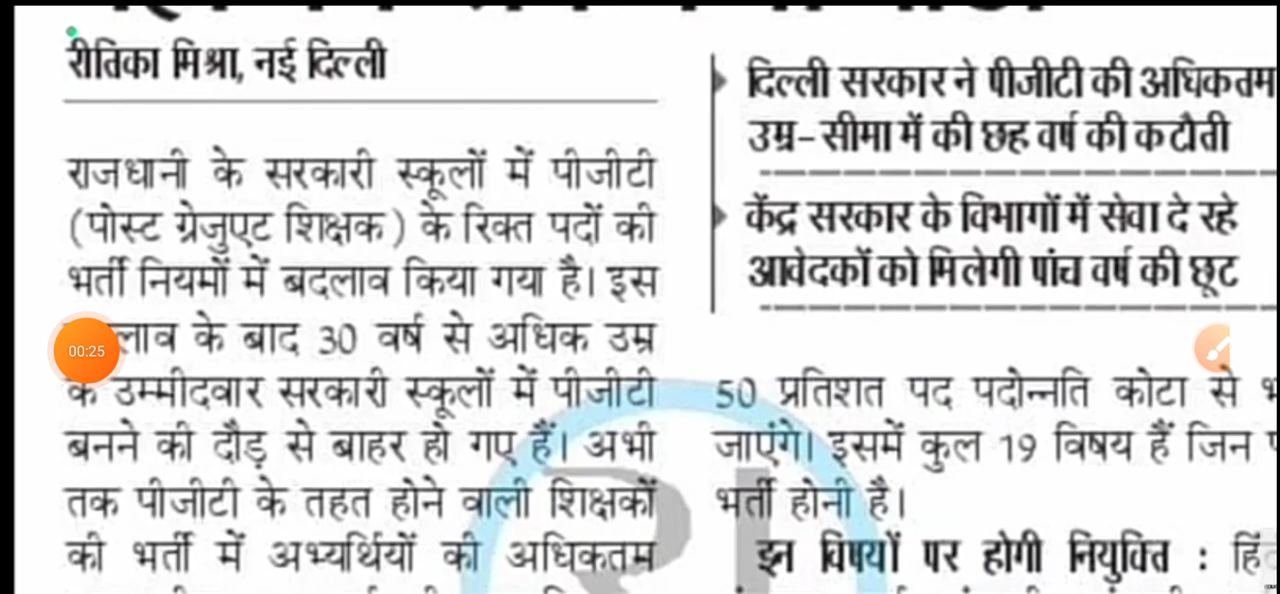 रीतिका मिश्रा, नई दिल्ली
राजधानी के सरकारी स्कूलों में पीजीटी
(पोस्ट ग्रेजुएट शिक्षक) के रिक्त पदों की
भर्ती नियमों में बदलाव किया गया है। इस
लाव के बाद 30 वर्ष से अधिक उम्र
के उम्मीदवार सरकारी स्कूलों में पीजीटी
बनने की दौड़ से बाहर हो गए हैं। अभी
तक पीजीटी के तहत होने वाली शिक्षकों
की भर्ती में अभ्यर्थियों की अधिकतम
दिल्ली सरकार ने पीजीटी की अधिकतम
उम्र-सीमा में की छह वर्ष की कटौती
केंद्र सरकार के विभागों में सेवा दे रहे
आवेदकों को मिलेगी पांच वर्ष की छूट
50 प्रतिशत पद पदोन्नति कोटा से
जाएंगे। इसमें कुल 19 विषय हैं जिन
भर्ती होनी है।
इन विषयों पर होगी नियुक्ति :
00:25